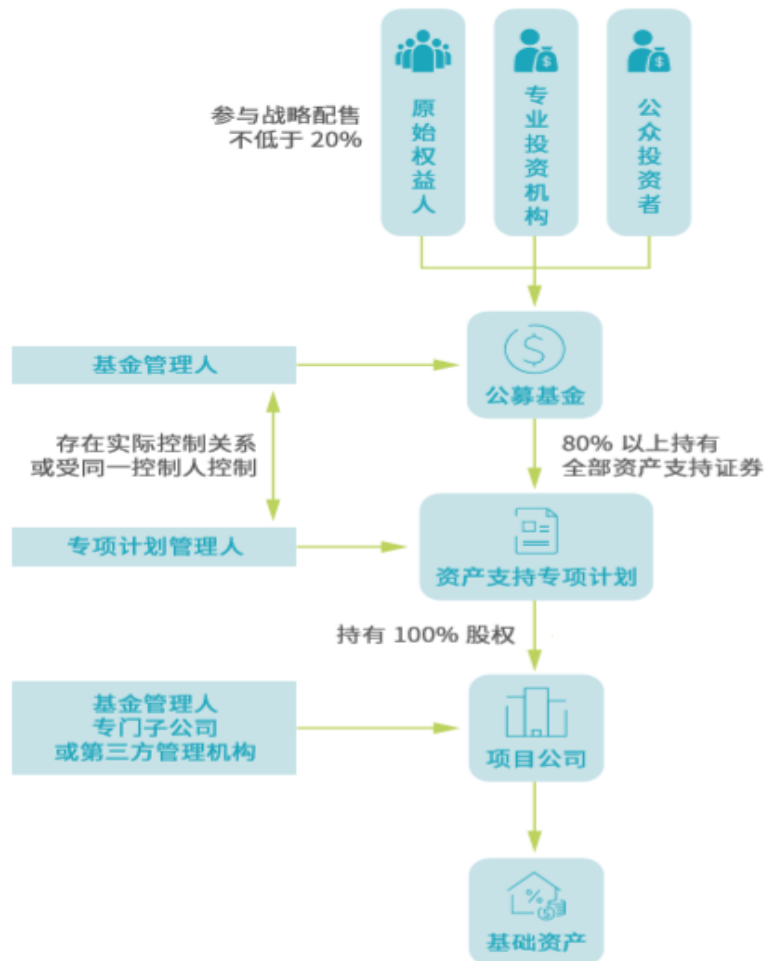 参与战略配售
不低于 20%
原始权益人
专业投资机构
公众投资者
$
$
$
基金管理人
公募基金
存在实际控制关系
或受同一控制人控制
80% 以上持有
全部资产支持证券
专项计划管理人
资产支持专项计划
持有 100% 股权
基金管理人
专门子公司
或第三方管理机构
项目公司
%
$
基础资产